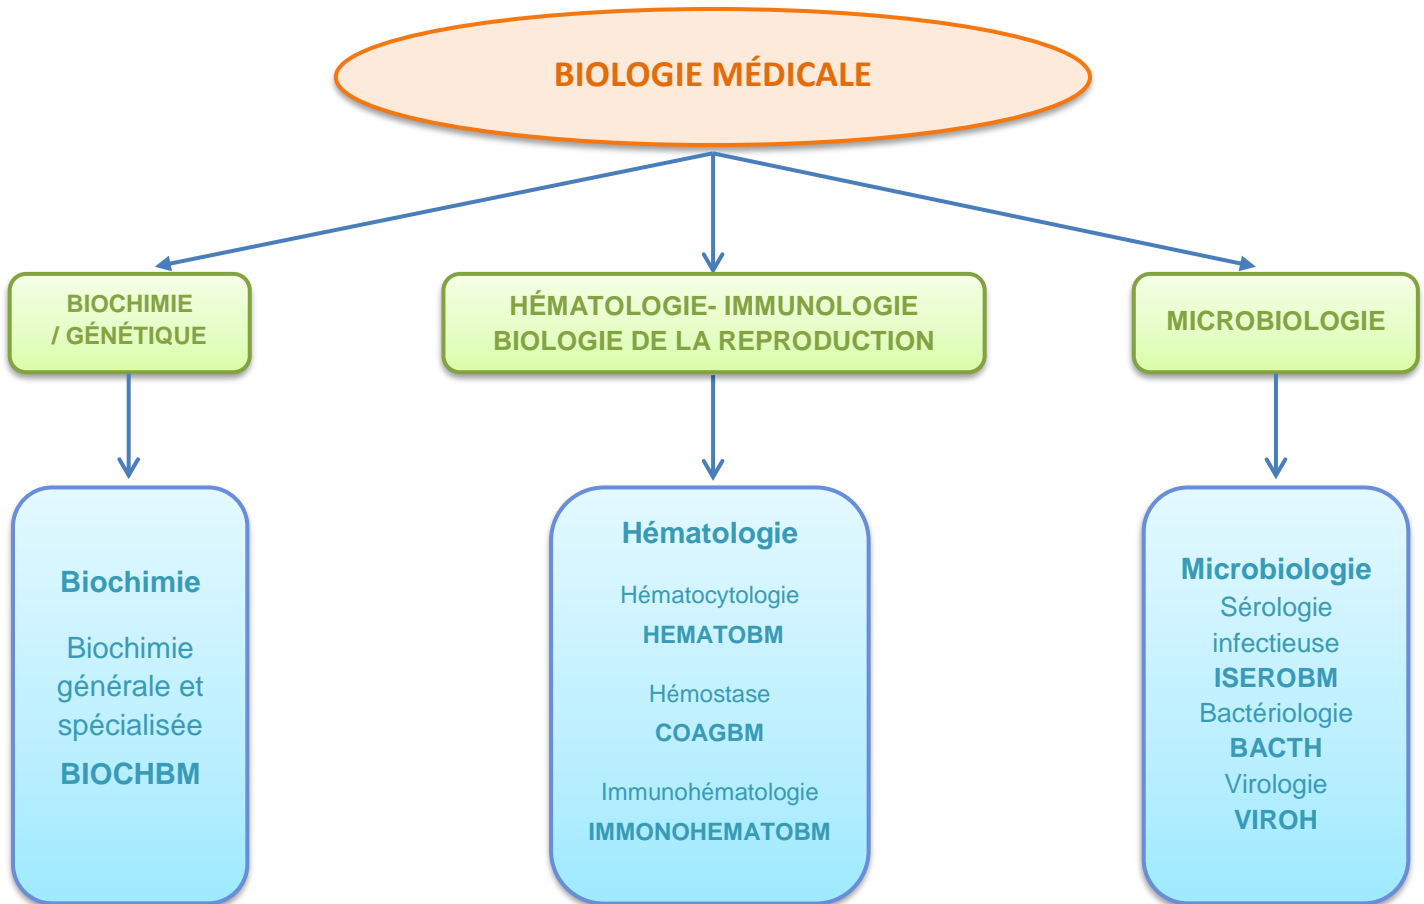 BIOLOGIE MÉDICALE
BIOCHIMIE
/ GÉNÉTIQUE
HÉMATOLOGIE- IMMUNOLOGIE
BIOLOGIE DE LA REPRODUCTION
MICROBIOLOGIE
Biochimie
Biochimie
générale et
spécialisée
BIOCHBM
Hématologie
Hématocytologie
HEMATOBM
Hémostase
COAGBM
Immunohématologie
IMMONOHEMATOBM
Microbiologie
Sérologie
infectieuse
ISEROBM
Bactériologie
BACTH
Virologie
VIROH